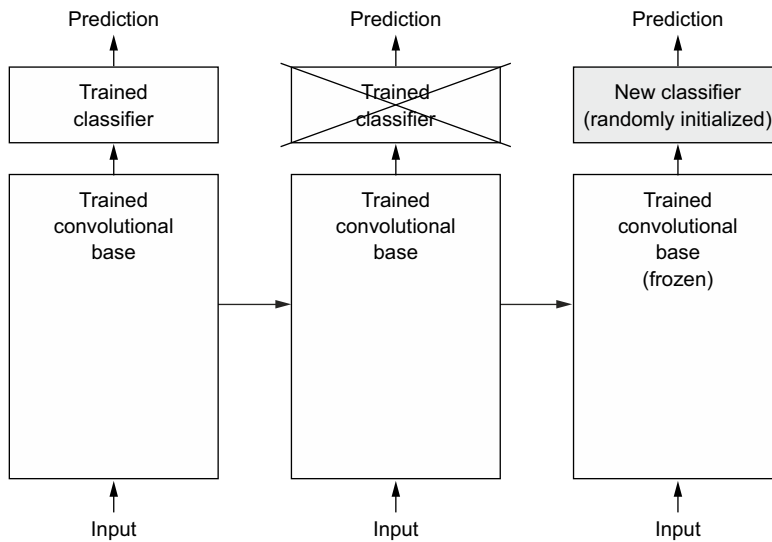 Prediction
Trained
classifier
Trained
convolutional
base
Input
Prediction
Trained
classifier
Trained
convolutional
base
Input
Prediction
New classifier
(randomly initialized)
Trained
convolutional
base
(frozen)
Input